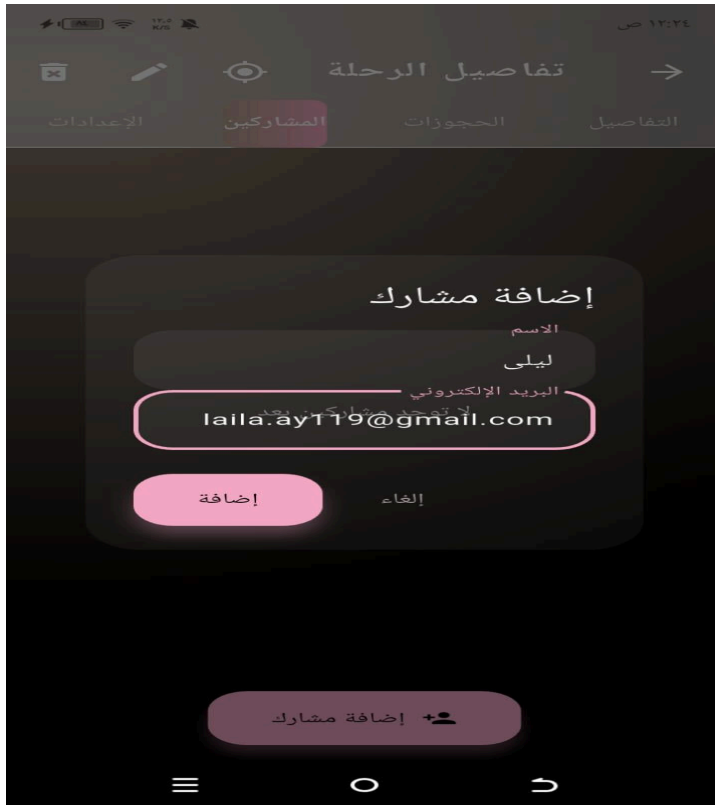 ١٢:٢٤ ص
تفاصيل الرحلة
التفاصيل الحجوزات المشاركين الإعدادات
إضافة مشارك
الاسم
ليلى
البريد الإلكتروني
laila.ay119@gmail.com
لا توجد مشاركين بعد
إلغاء إضافة
إضافة مشارك